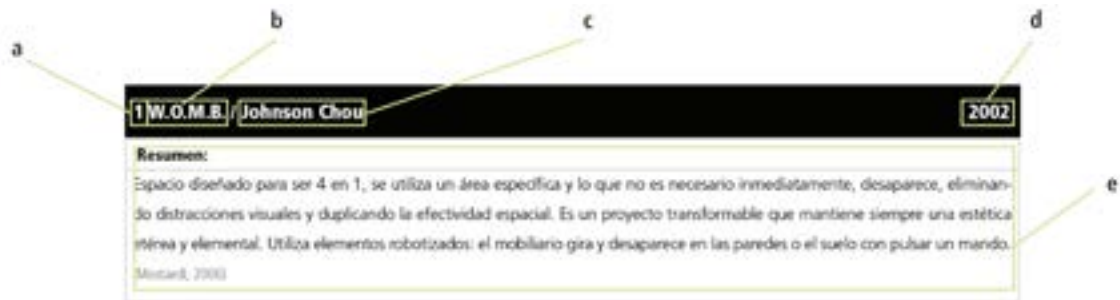 b c d
a
1 W.O.M.B. / Johnson Chou 2002
Resumen:
Espacio diseñado para ser 4 en 1, se utiliza un área específica y lo que no es necesario inmediatamente, desaparece, eliminan-
do distracciones visuales y duplicando la efectividad espacial. Es un proyecto transformable que mantiene siempre una estética
etérea y elemental. Utiliza elementos robotizados: el mobiliario gira y desaparece en las paredes o el suelo con pulsar un mando.
e